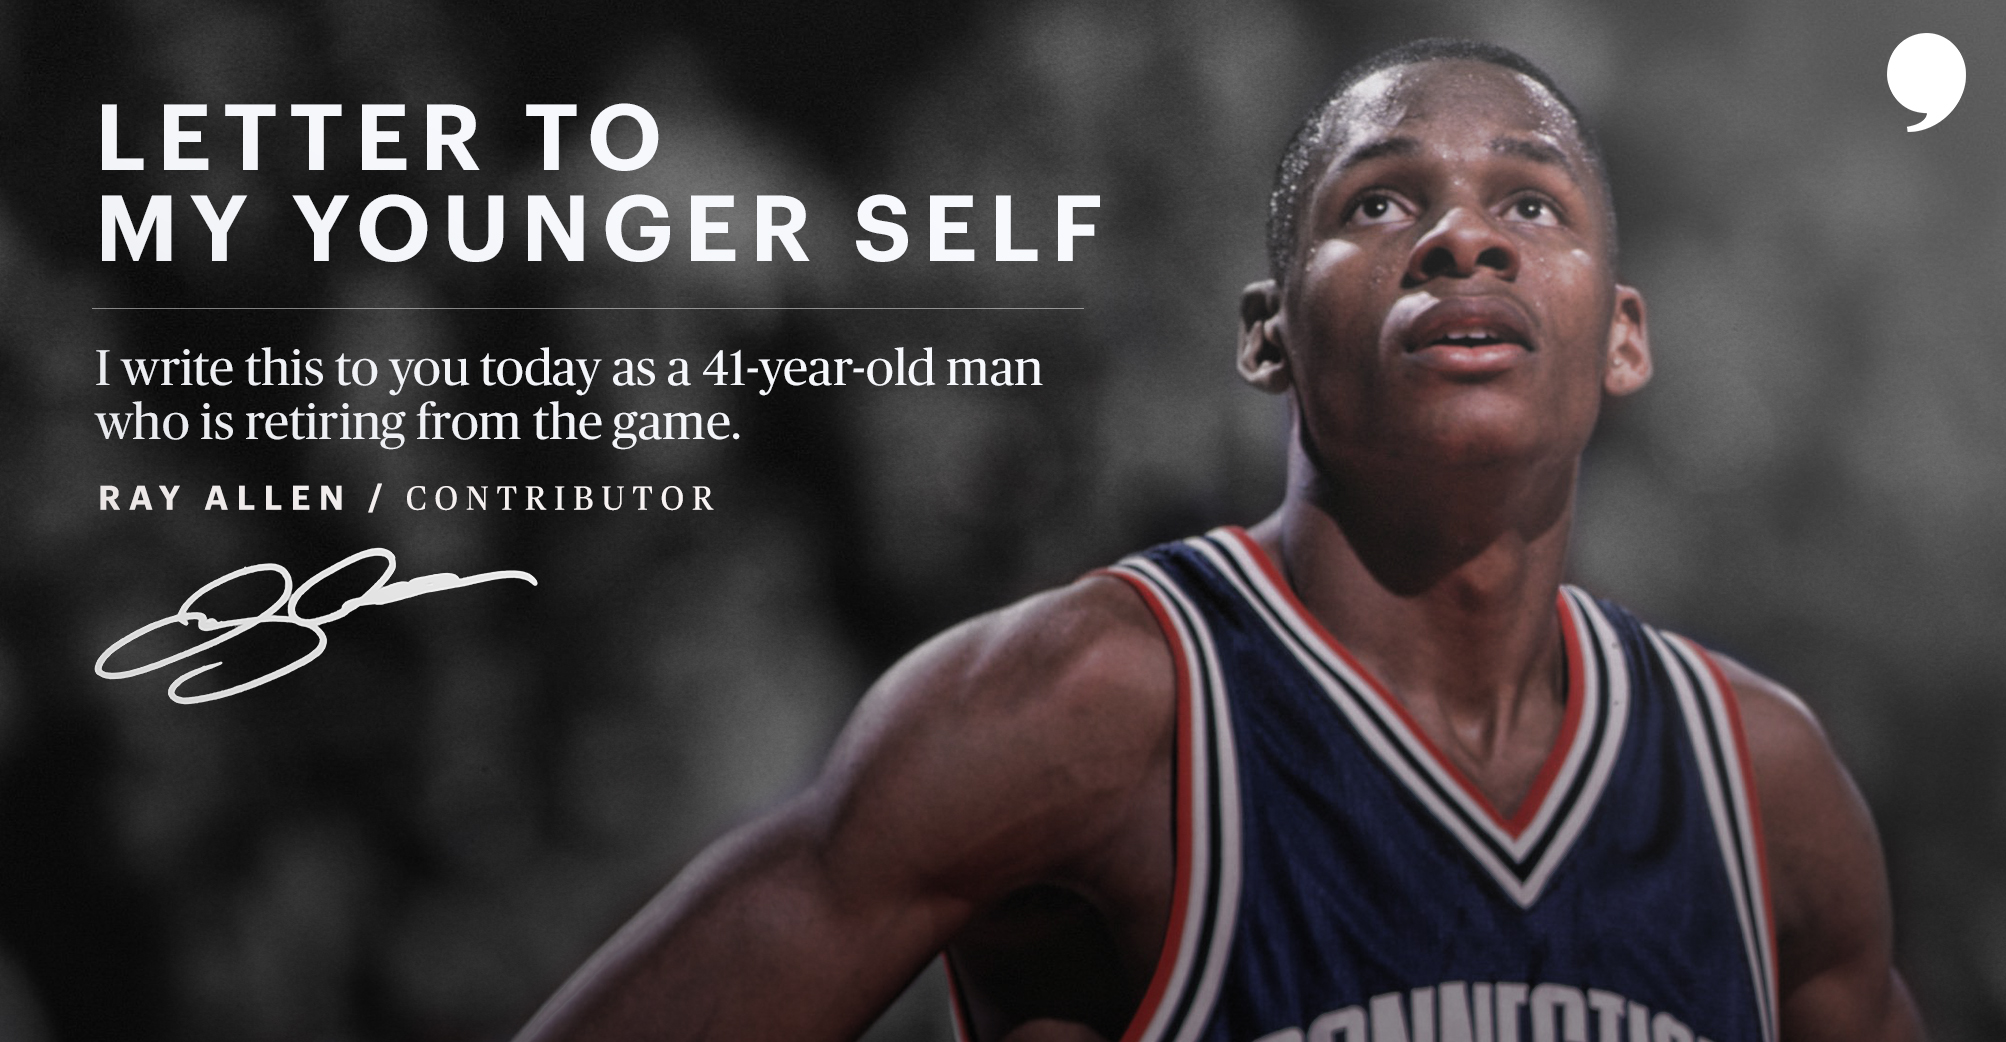 LETTER TO
MY YOUNGER SELF
I write this to you today as a 41-year-old man
who is retiring from the game.
RAY ALLEN / CONTRIBUTOR
CONNECTICUT